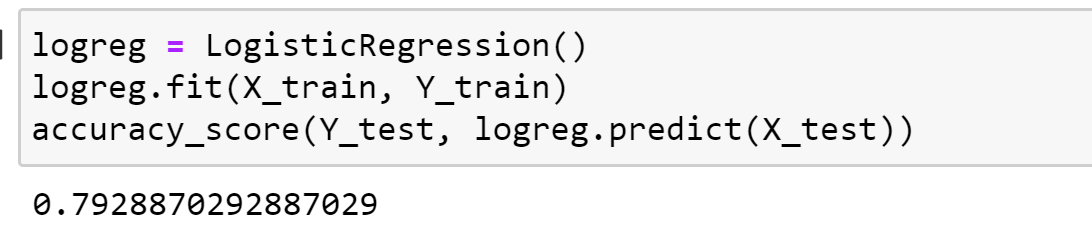 logreg = LogisticRegression()
logreg.fit(X_train, Y_train)
accuracy_score(Y_test, logreg.predict(X_test))
0.7928870292887029